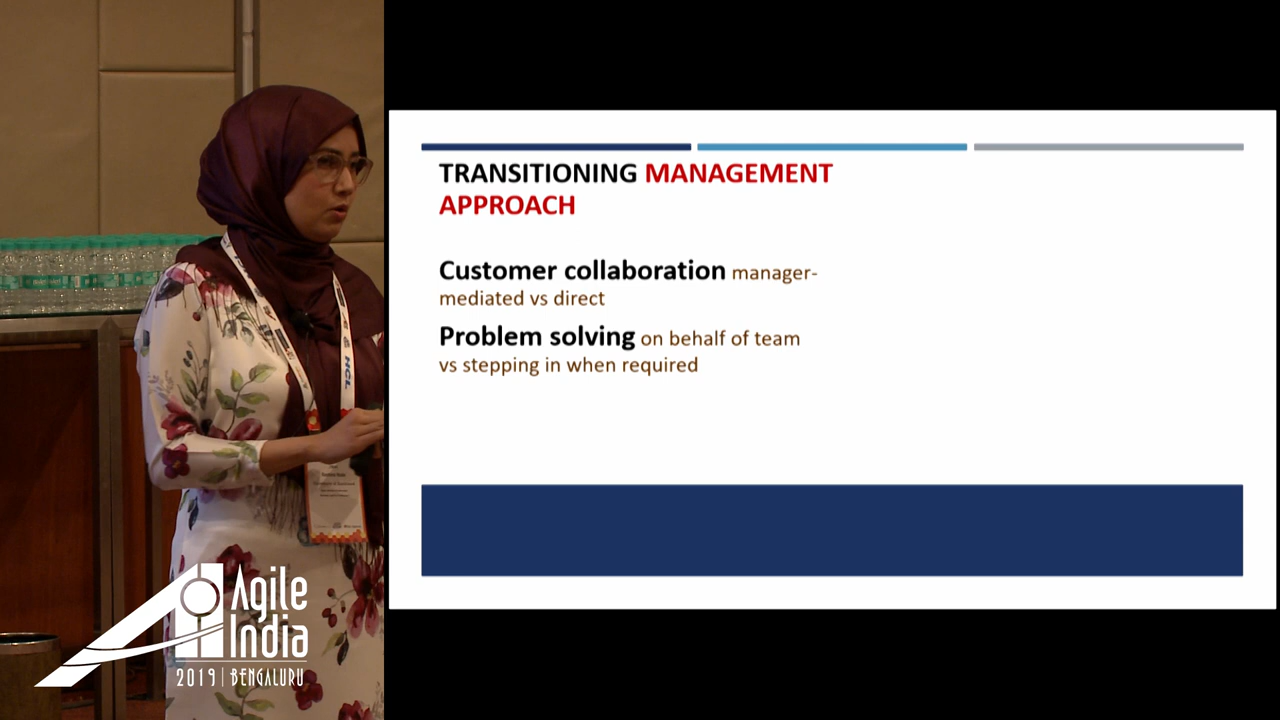 TRANSITIONING MANAGEMENT
APPROACH
Customer collaboration manager-
mediated vs direct
Problem solving on behalf of team
vs stepping in when required
HCL
Agile
India
2019 | BENGALURU